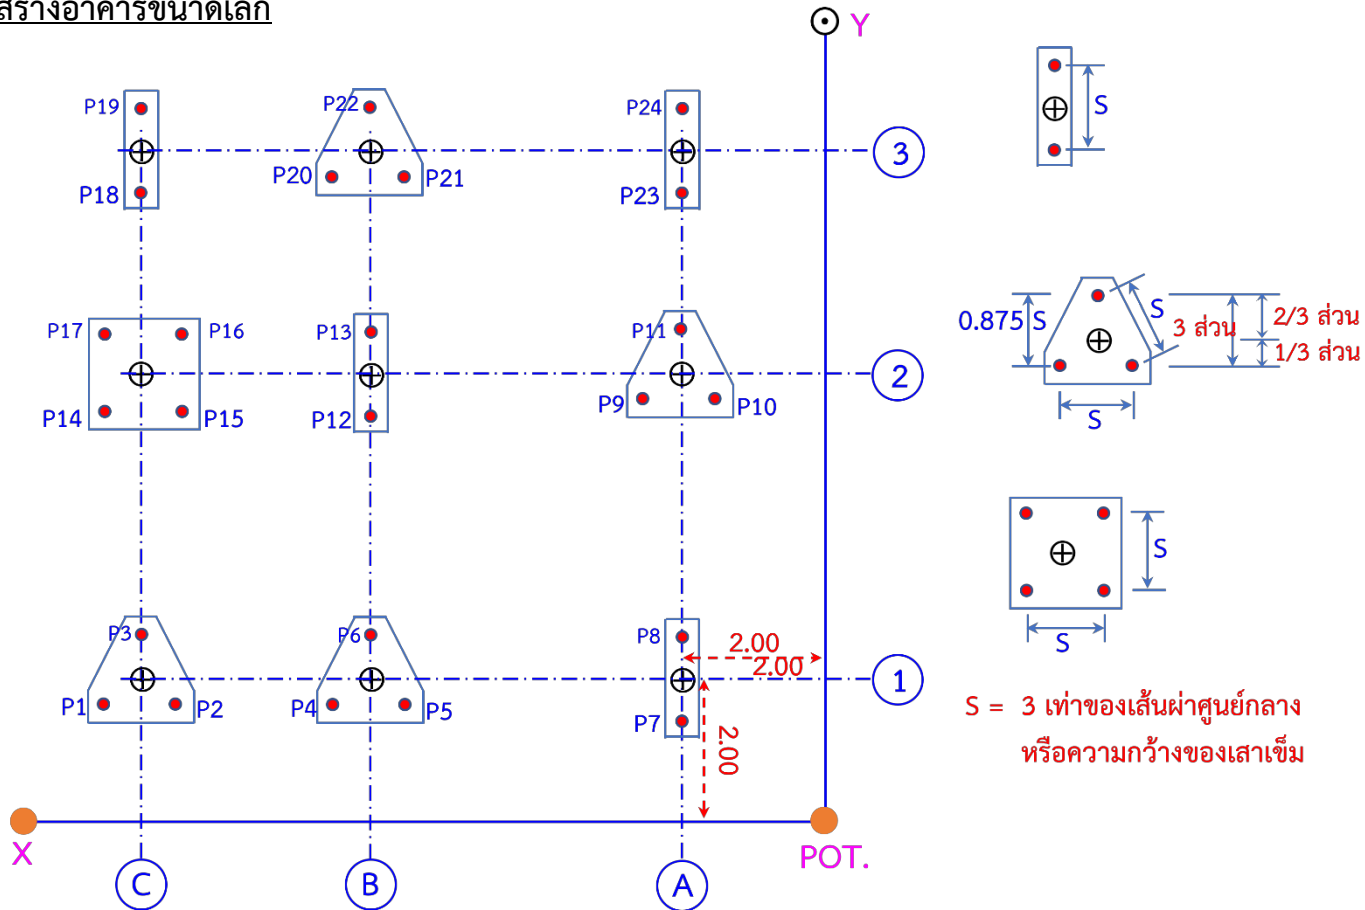 สร้างอาคารขนาดเล็ก
Y
P19
P22
P24
3
P18
P20
P21
P23
P17
P16
P13
P11
2
P14
P15
P12
P9
P10
P3
P6
P8
2.00
2.00
1
P1
P2
P4
P5
P7
2.00
X
POT.
C
B
A
S
0.875 S
S
3 ส่วน
2/3 ส่วน
1/3 ส่วน
S
S
S
S = 3 เท่าของเส้นผ่าศูนย์กลาง
หรือความกว้างของเสาเข็ม